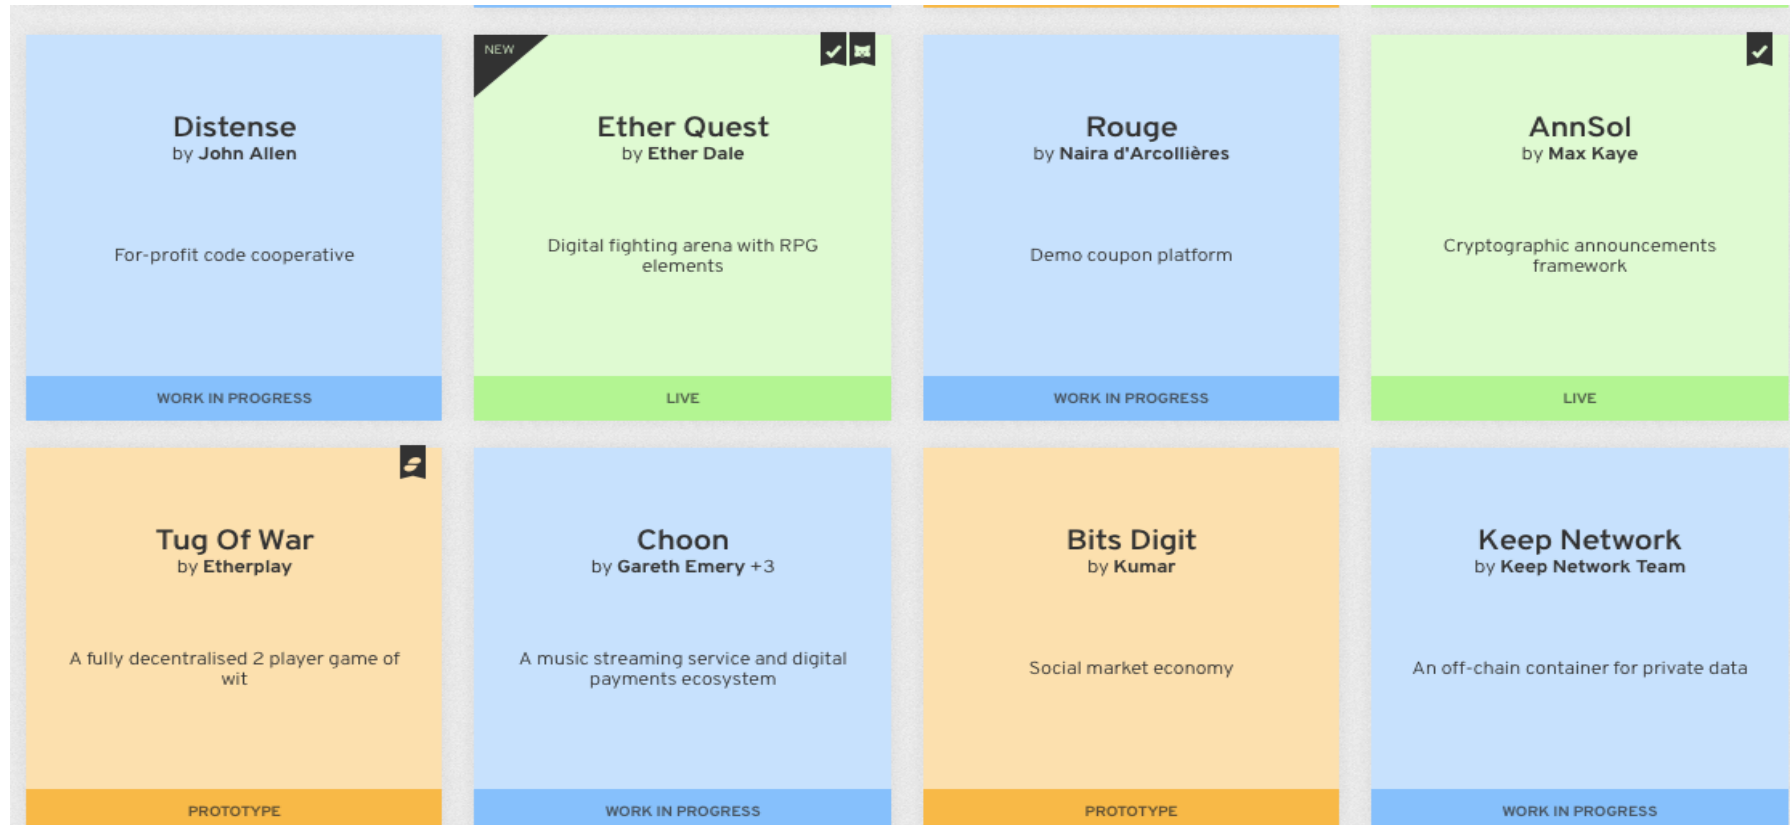 Distense
by John Allen
For-profit code cooperative
WORK IN PROGRESS
NEW
Ether Quest
by Ether Dale
Digital fighting arena with RPG
elements
LIVE
Rouge
by Naira d'Arcollières
Demo coupon platform
WORK IN PROGRESS
AnnSol
by Max Kaye
Cryptographic announcements
framework
LIVE
Tug Of War
by Etherplay
A fully decentralised 2 player game of
wit
PROTOTYPE
Choon
by Gareth Emery +3
A music streaming service and digital
payments ecosystem
WORK IN PROGRESS
Bits Digit
by Kumar
Social market economy
PROTOTYPE
Keep Network
by Keep Network Team
An off-chain container for private data
WORK IN PROGRESS